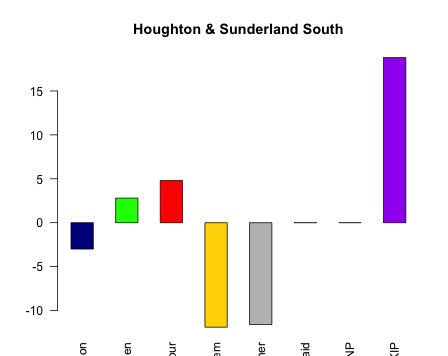 Houghton & Sunderland South
15
10
5
0
-5
-10
on
en
our
em
her
aid
NP
KIP